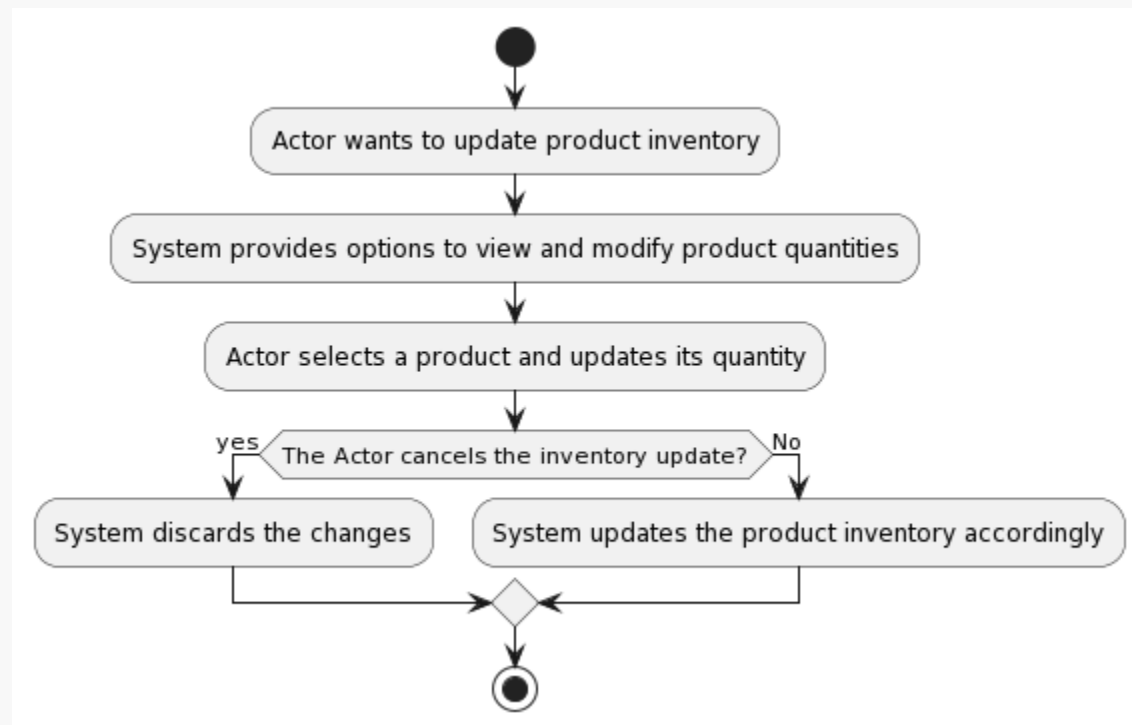 Actor wants to update product inventory
System provides options to view and modify product quantities
Actor selects a product and updates its quantity
yes
The Actor cancels the inventory update?
No
System discards the changes
System updates the product inventory accordingly